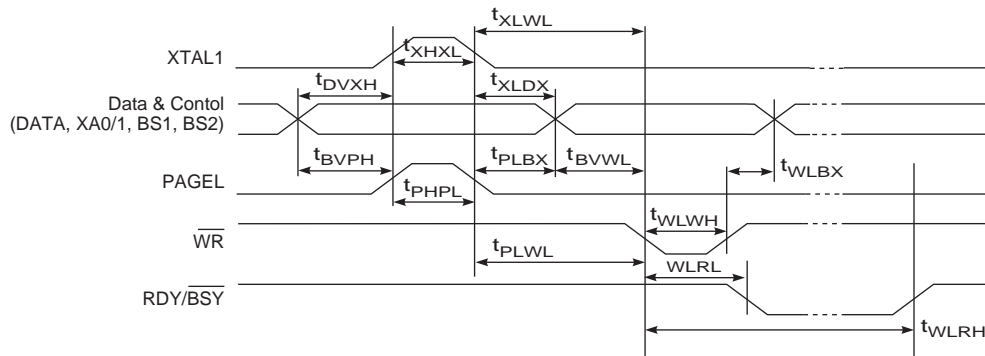 tXLWL
XTAL1
tXHXL
tDVXH
tXLDX
Data & Contol
(DATA, XA0/1, BS1, BS2)
tBVPH
tPLBX
tBVWL
tWLBX
PAGEL
tPHPL
tWLWH
WR
tPLWL
WLRL
RDY/BSY
tWLRH